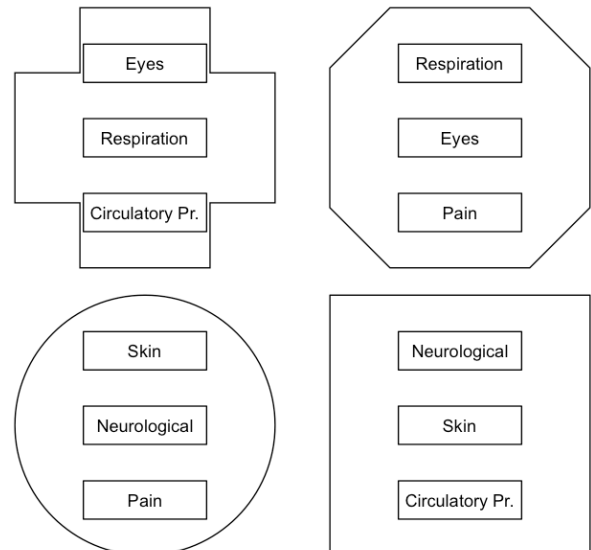 Eyes
Respiration
Circulatory Pr.
Respiration
Eyes
Pain
Skin
Neurological
Pain
Neurological
Skin
Circulatory Pr.